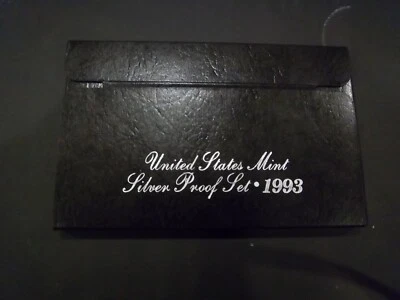 United States Mint
Silver Proof Set • 1993